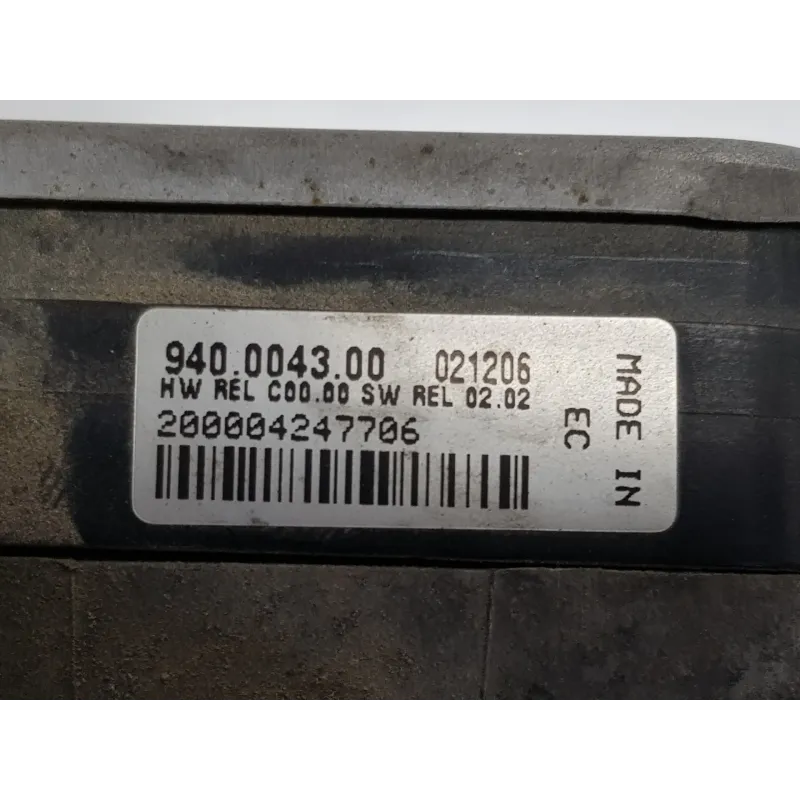 940.0043.00 021206
HW REL C00.00 SW REL 02.02
200004247706
MADE IN
EC